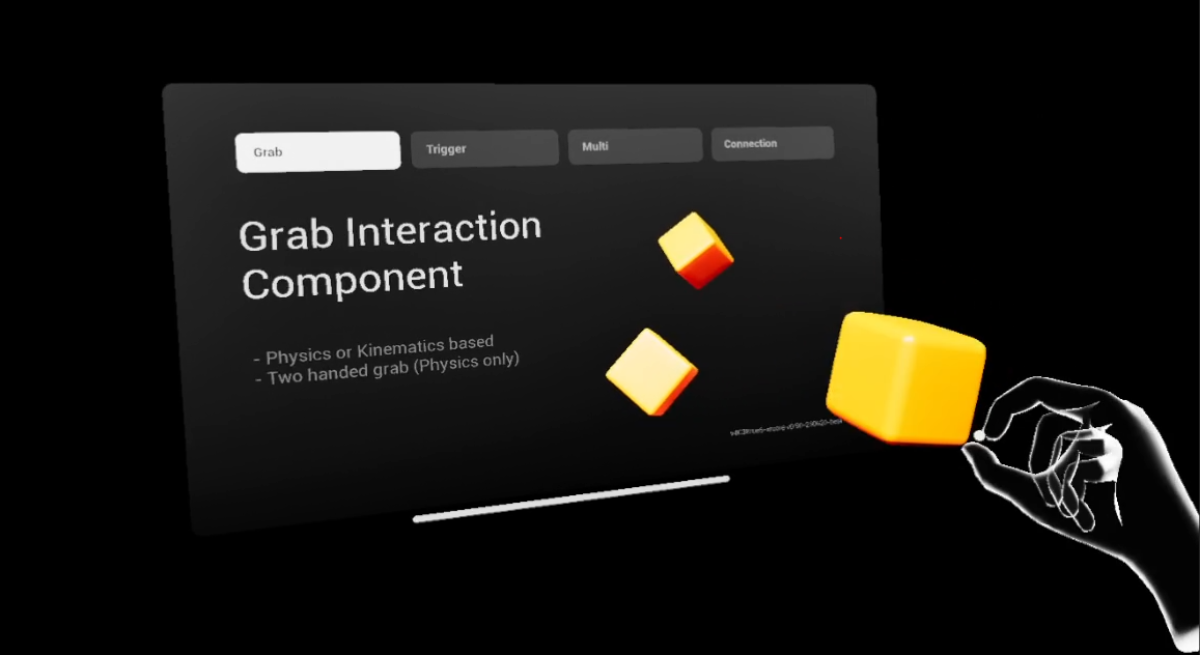 Grab
Trigger
Multi
Connection
Grab Interaction
Component
- Physics or Kinematics based
- Two handed grab (Physics only)